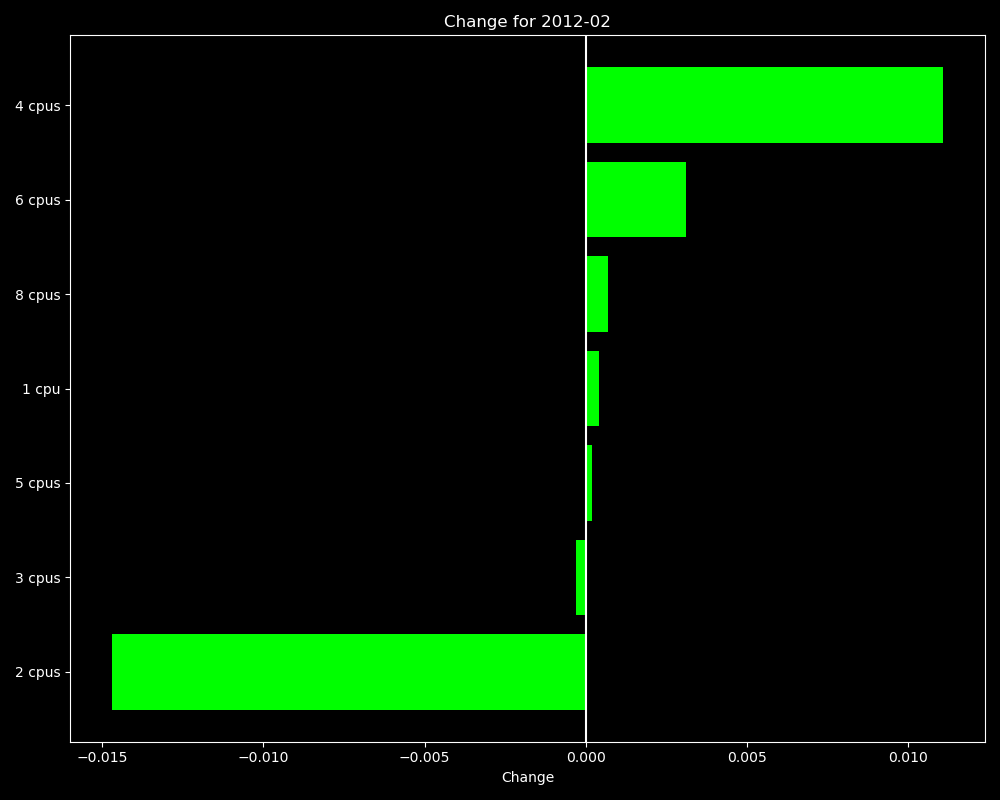 Change for 2012-02
4 cpus
6 cpus
8 cpus
1 cpu
5 cpus
3 cpus
2 cpus
−0.015 −0.010 −0.005 0.000 0.005 0.010
Change